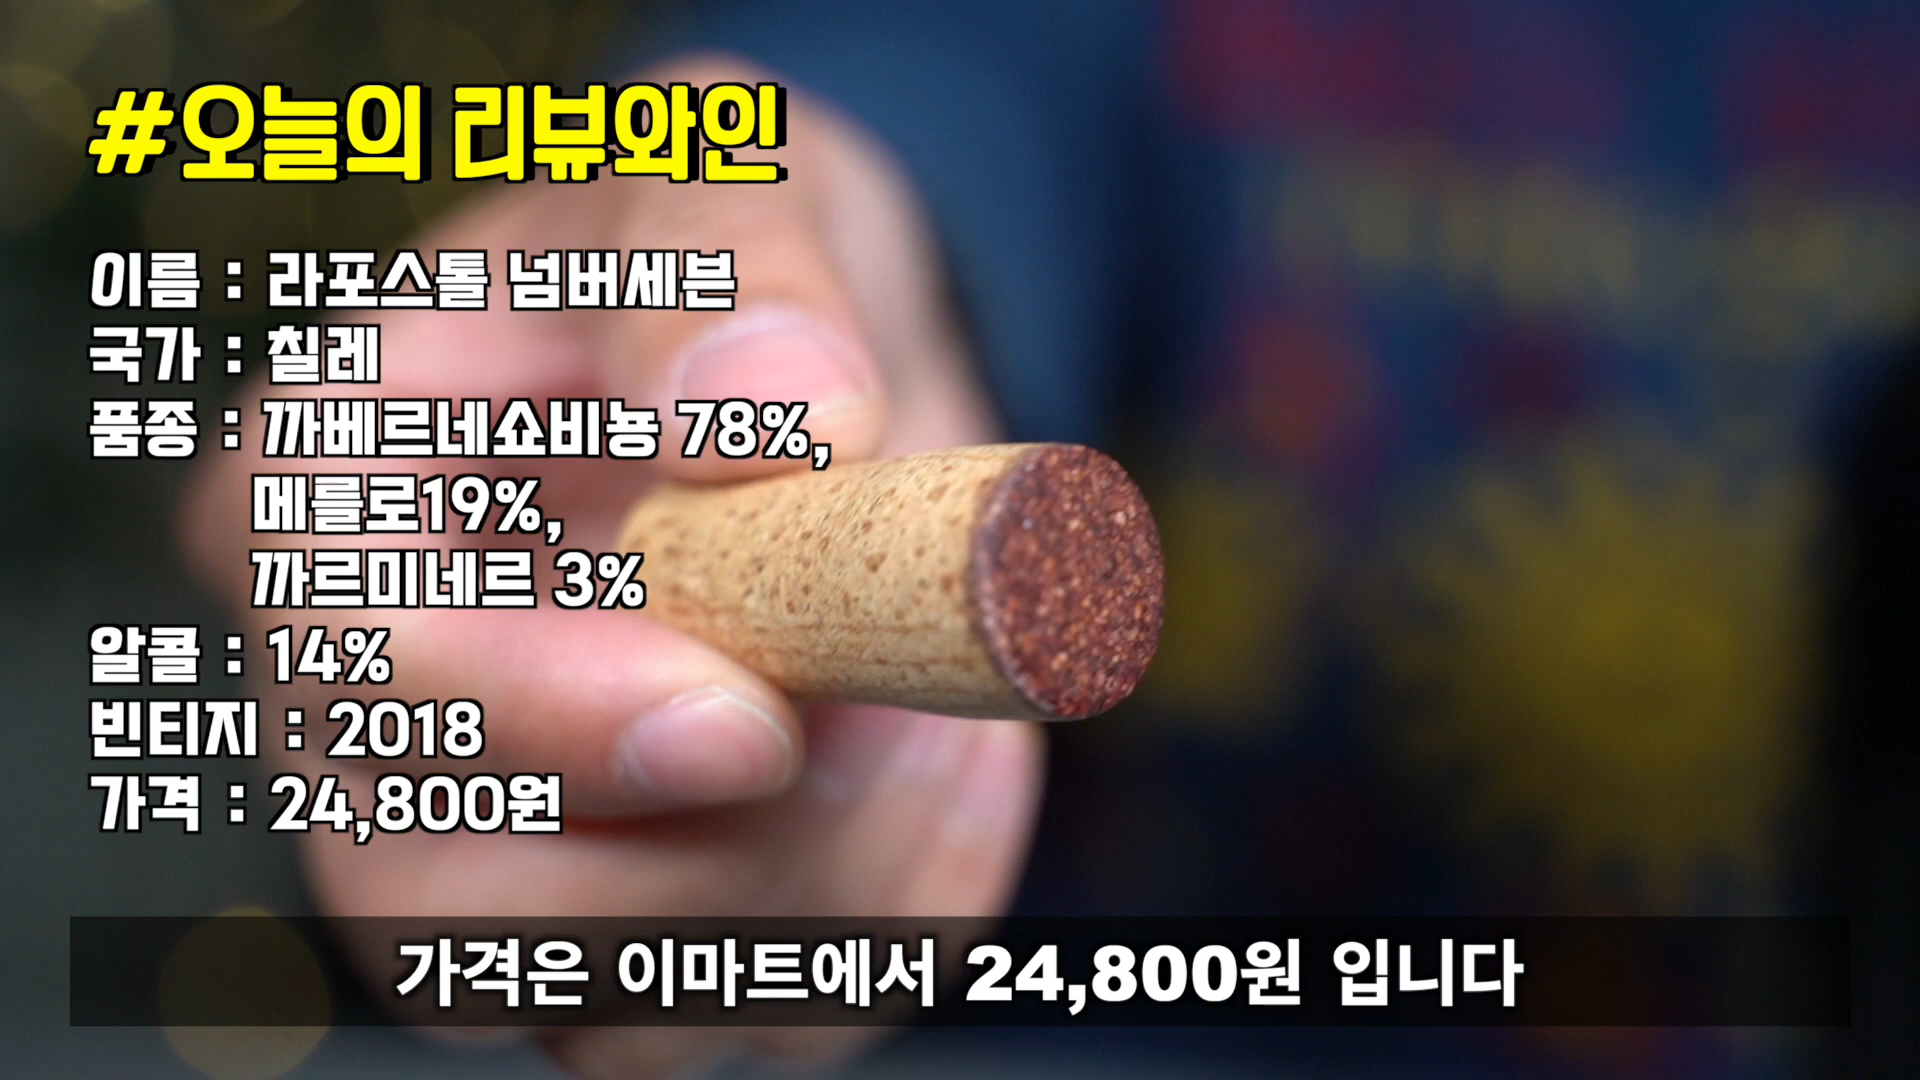 #오늘의 리뷰와인
이름 : 라포스톨 넘버세븐
국가 : 칠레
품종 : 까베르네쇼비뇽 78%,
메를로19%,
까르미네르 3%
알콜 : 14%
빈티지 : 2018
가격 : 24,800원
가격은 이마트에서 24,800원 입니다